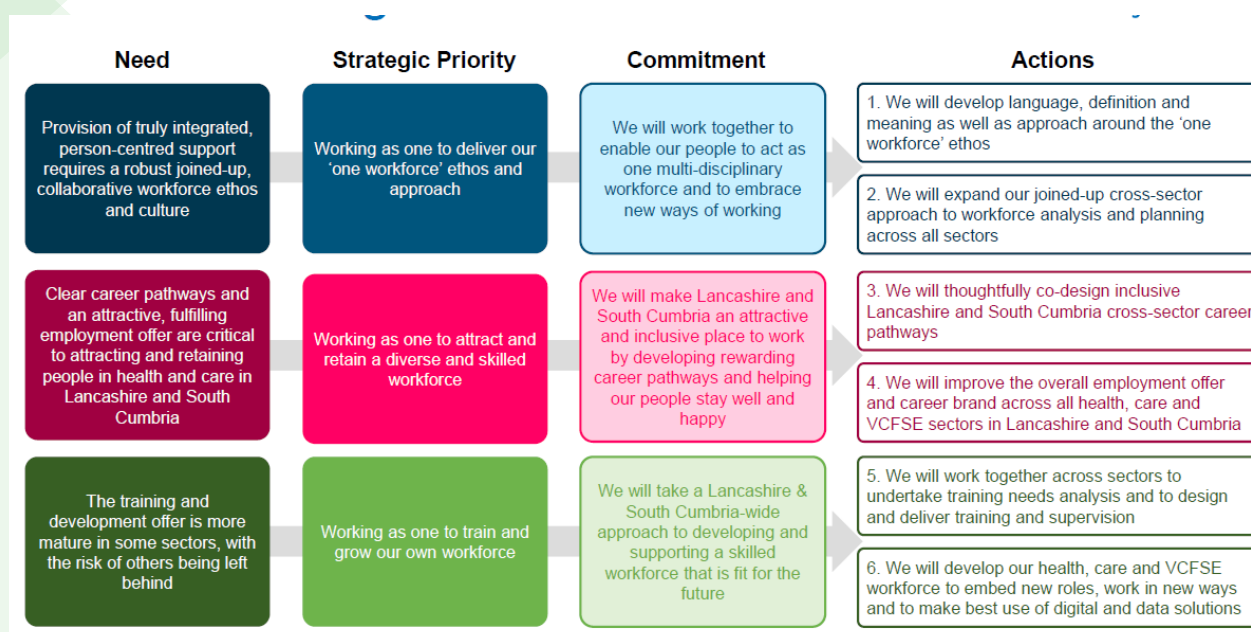 Need
Strategic Priority
Commitment
Actions
Provision of truly integrated,
person-centred support
requires a robust joined-up,
collaborative workforce ethos
and culture
Working as one to deliver our
‘one workforce’ ethos and
approach
We will work together to
enable our people to act as
one multi-disciplinary
workforce and to embrace
new ways of working
1. We will develop language, definition and
meaning as well as approach around the ‘one
workforce’ ethos
2. We will expand our joined-up cross-sector
approach to workforce analysis and planning
across all sectors
Clear career pathways and
an attractive, fulfilling
employment offer are critical
to attracting and retaining
people in health and care in
Lancashire and South
Cumbria
Working as one to attract and
retain a diverse and skilled
workforce
We will make Lancashire and
South Cumbria an attractive
and inclusive place to work
by developing rewarding
career pathways and helping
our people stay well and
happy
3. We will thoughtfully co-design inclusive
Lancashire and South Cumbria cross-sector career
pathways
4. We will improve the overall employment offer
and career brand across all health, care and
VCFSE sectors in Lancashire and South Cumbria
The training and
development offer is more
mature in some sectors, with
the risk of others being left
behind
Working as one to train and
grow our own workforce
We will take a Lancashire &
South Cumbria-wide
approach to developing and
supporting a skilled
workforce that is fit for the
future
5. We will work together across sectors to
undertake training needs analysis and to design
and deliver training and supervision
6. We will develop our health, care and VCFSE
workforce to embed new roles, work in new ways
and to make best use of digital and data solutions